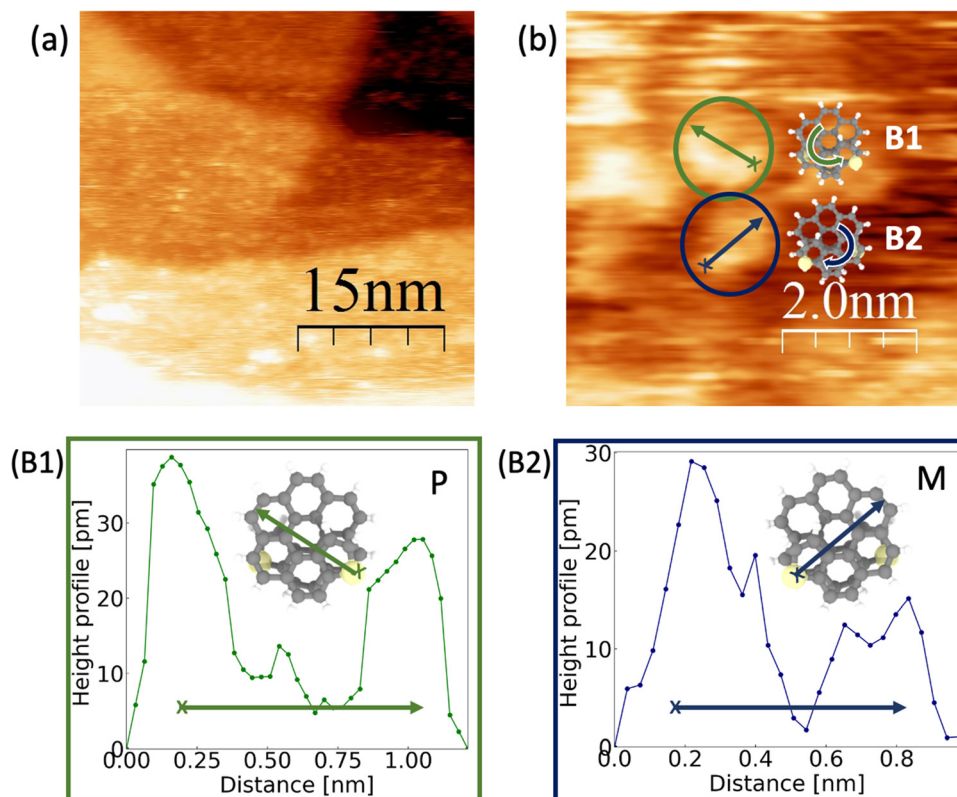 (a)
15nm
(b)
B1
B2
2.0nm
(B1)
P
Height profile [pm]
30
20
10
0
0.00
0.25
0.50
0.75
1.00
Distance [nm]
(B2)
M
Height profile [pm]
30
20
10
0
0.0
0.2
0.4
0.6
0.8
Distance [nm]